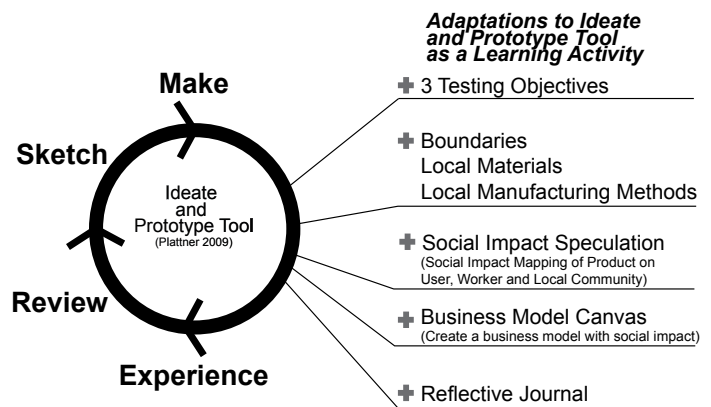 Adaptations to Ideate
and Prototype Tool
as a Learning Activity
Make
Sketch
Review
Experience
Ideate
and
Prototype Tool
(Plattner 2009)
3 Testing Objectives
Boundaries
Local Materials
Local Manufacturing Methods
Social Impact Speculation
(Social Impact Mapping of Product on
User, Worker and Local Community)
Business Model Canvas
(Create a business model with social impact)
Reflective Journal